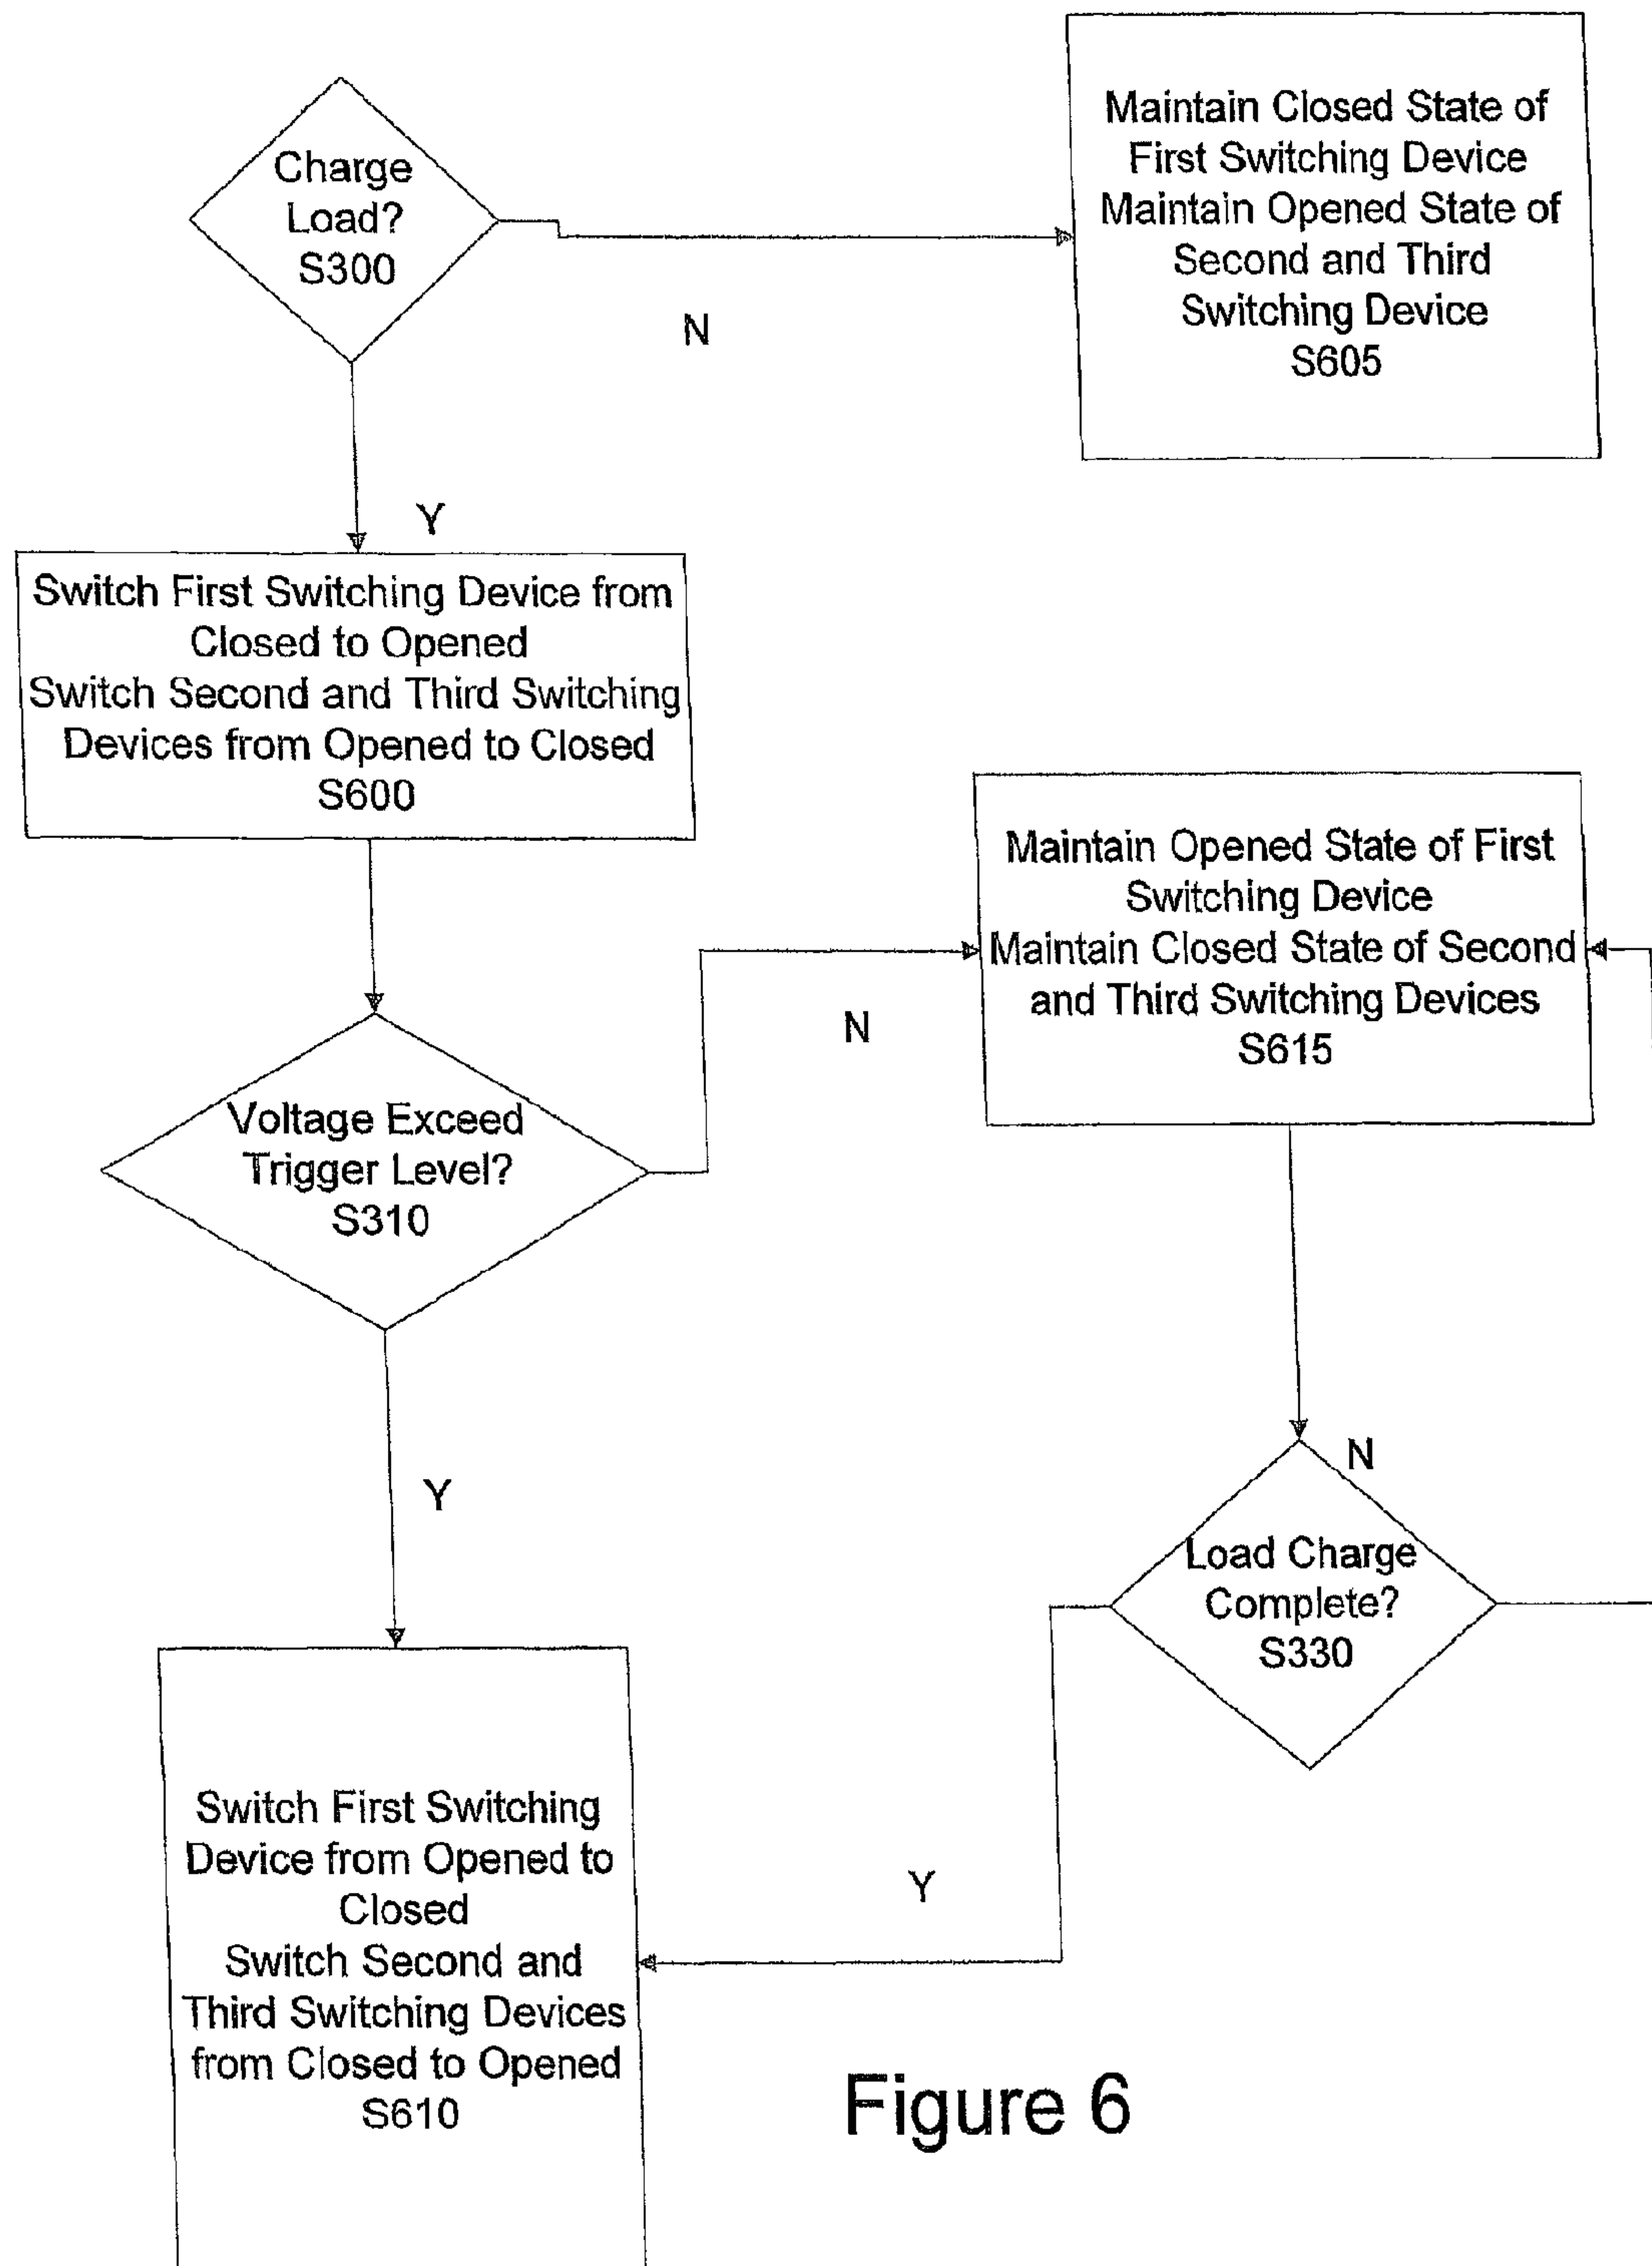 Charge
Load?
S300
N
Maintain Closed State of
First Switching Device
Maintain Opened State of
Second and Third
Switching Device
S605
Y
Switch First Switching Device from
Closed to Opened
Switch Second and Third Switching
Devices from Opened to Closed
S600
Maintain Opened State of First
Switching Device
Maintain Closed State of Second
and Third Switching Devices
S615
N
Voltage Exceed
Trigger Level?
S310
Y
N
Load Charge
Complete?
S330
Y
Switch First Switching
Device from Opened to
Closed
Switch Second and
Third Switching Devices
from Closed to Opened
S610
Figure 6